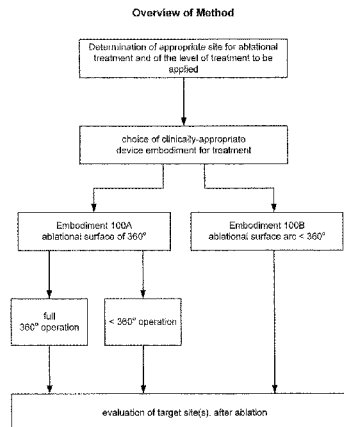 Overview of Method
Determination of appropriate site for ablational
treatment and of the level of treatment to be
applied
choice of clinically-appropriate
device embodiment for treatment
Embodiment 100A
ablational surface of 360°
Embodiment 100B
ablational surface arc < 360°
full
360° operation
< 360° operation
evaluation of target site(s). after ablation